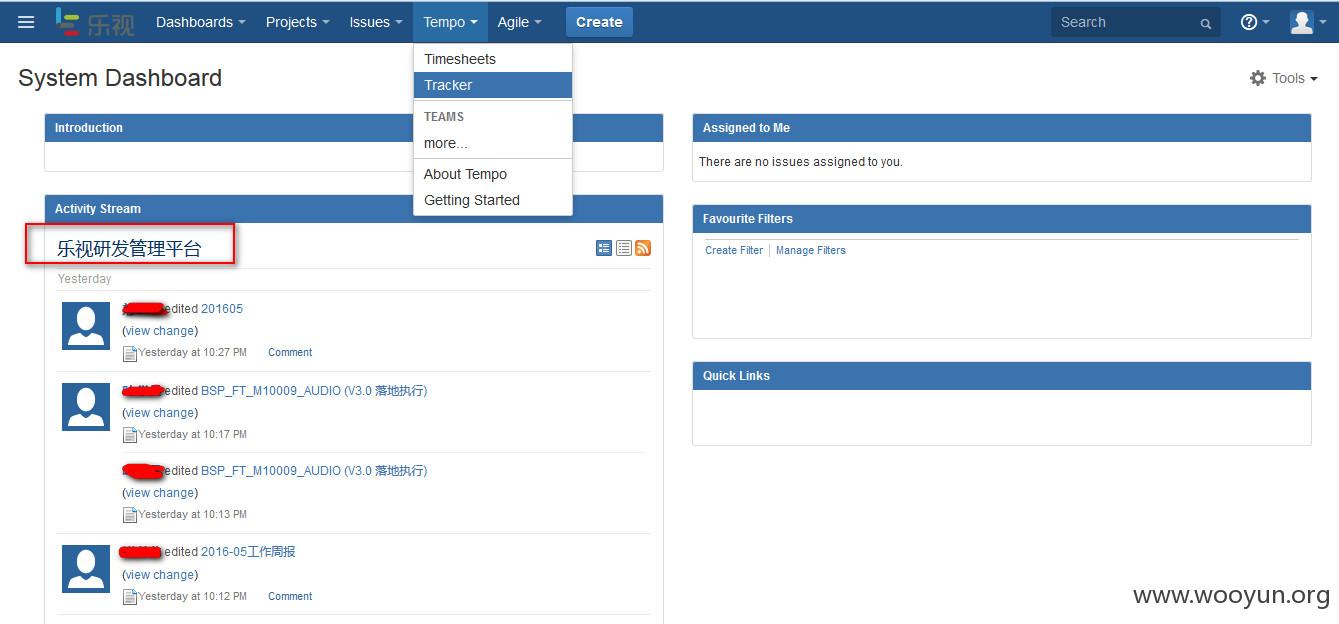 乐视 Dashboards Projects Issues Tempo Agile Create Search
Timesheets
Tracker
TEAMS
more...
About Tempo
Getting Started
System Dashboard
Tools
Introduction
Activity Stream
乐视研发管理平台
Yesterday
edited 201605
(view change)
Yesterday at 10:27 PM Comment
edited BSP_FT_M10009_AUDIO (V3.0 落地执行)
(view change)
Yesterday at 10:17 PM
edited BSP_FT_M10009_AUDIO (V3.0 落地执行)
(view change)
Yesterday at 10:13 PM
edited 2016-05工作周报
(view change)
Yesterday at 10:12 PM Comment
Assigned to Me
There are no issues assigned to you.
Favourite Filters
Create Filter Manage Filters
Quick Links
www.wooyun.org